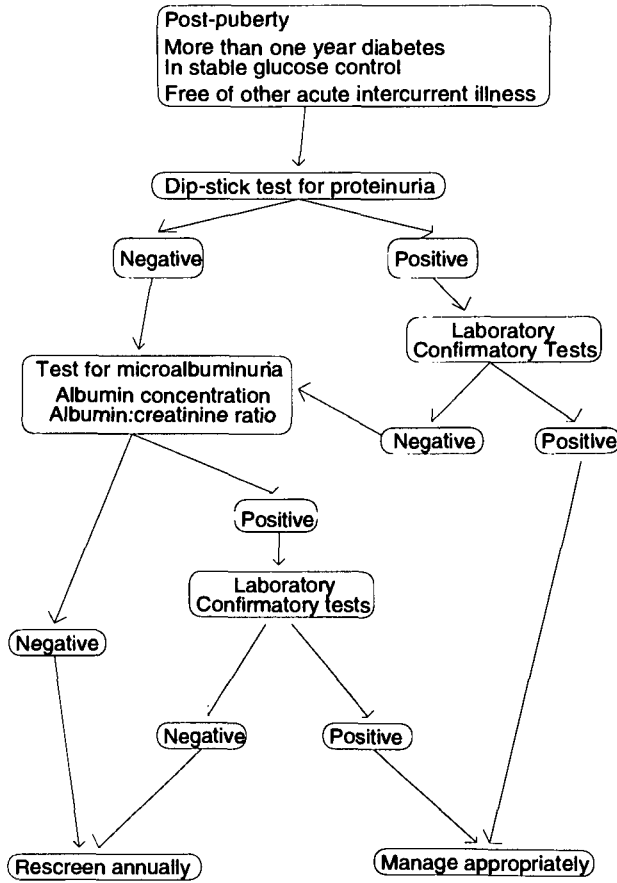 Post-puberty
More than one year diabetes
In stable glucose control
Free of other acute intercurrent illness
Dip-stick test for proteinuria
Negative
Positive
Laboratory
Confirmatory Tests
Test for microalbuminuria
Albumin concentration
Albumin:creatinine ratio
Negative
Positive
Positive
Laboratory
Confirmatory tests
Negative
Negative
Positive
Rescreen annually
Manage appropriately